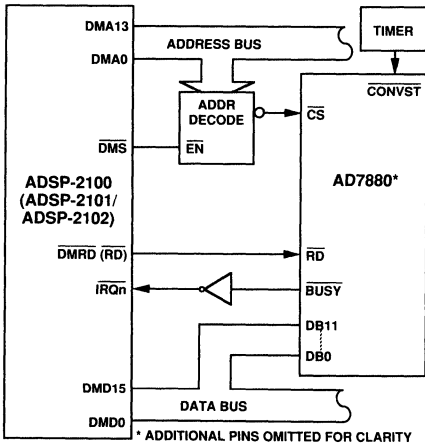 DMA13
ADDRESS BUS
TIMER
DMA0
CONVST
ADDR
DECODE
CS
DMS
EN
ADSP-2100
(ADSP-2101/
ADSP-2102)
AD7880*
DMRD (RD)
RD
IRQn
BUSY
DB11
DB0
DMD15
DATA BUS
DMD0
* ADDITIONAL PINS OMITTED FOR CLARITY